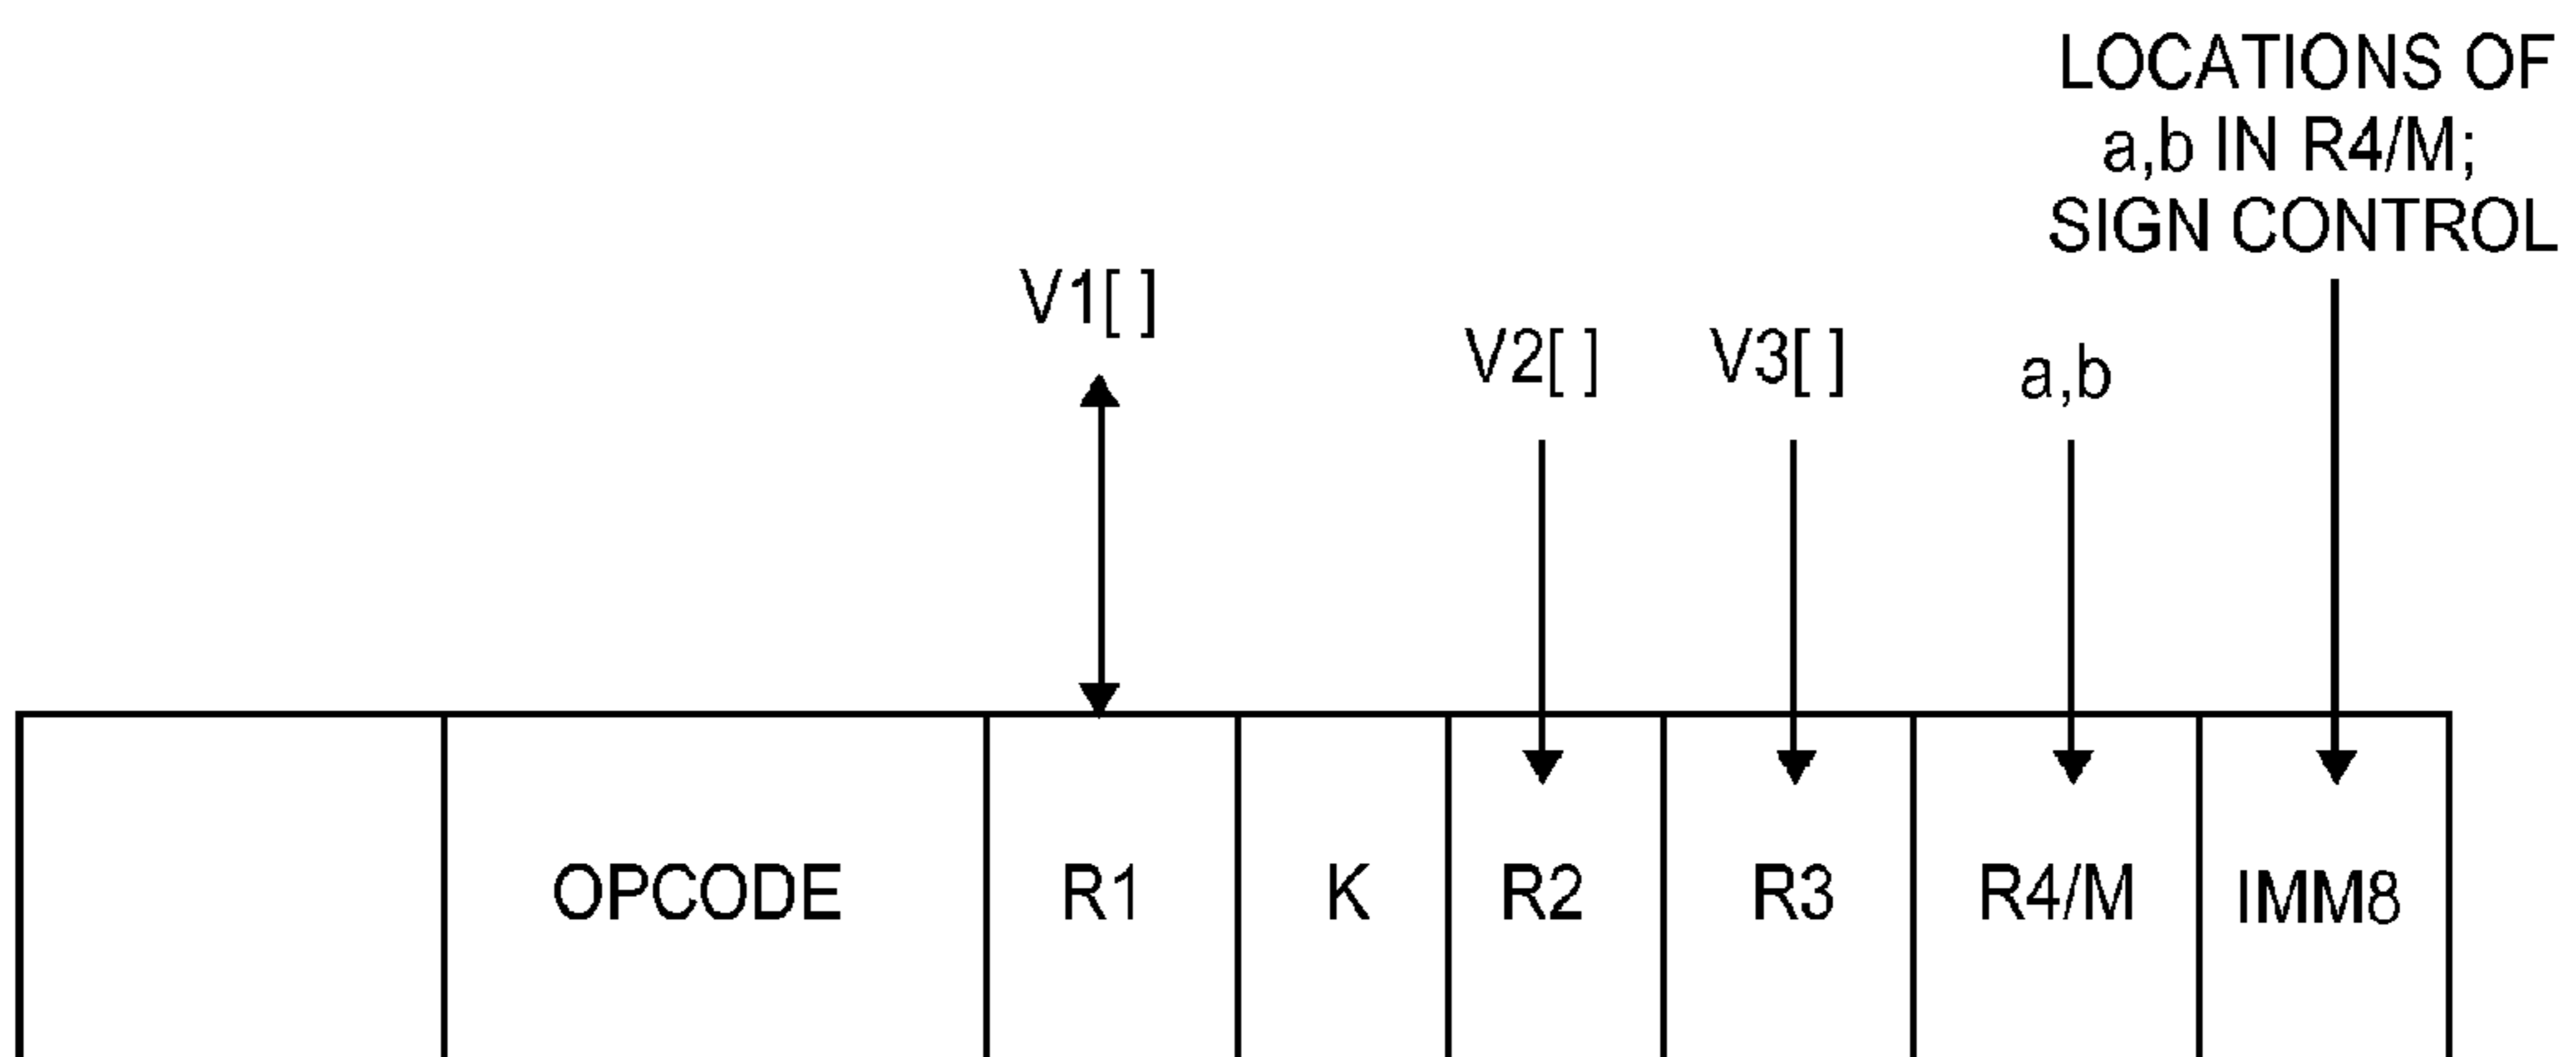 LOCATIONS OF
a,b IN R4/M;
SIGN CONTROL
V1[ ]
V2[ ]
V3[ ]
a,b
OPCODE
R1
K
R2
R3
R4/M
IMM8